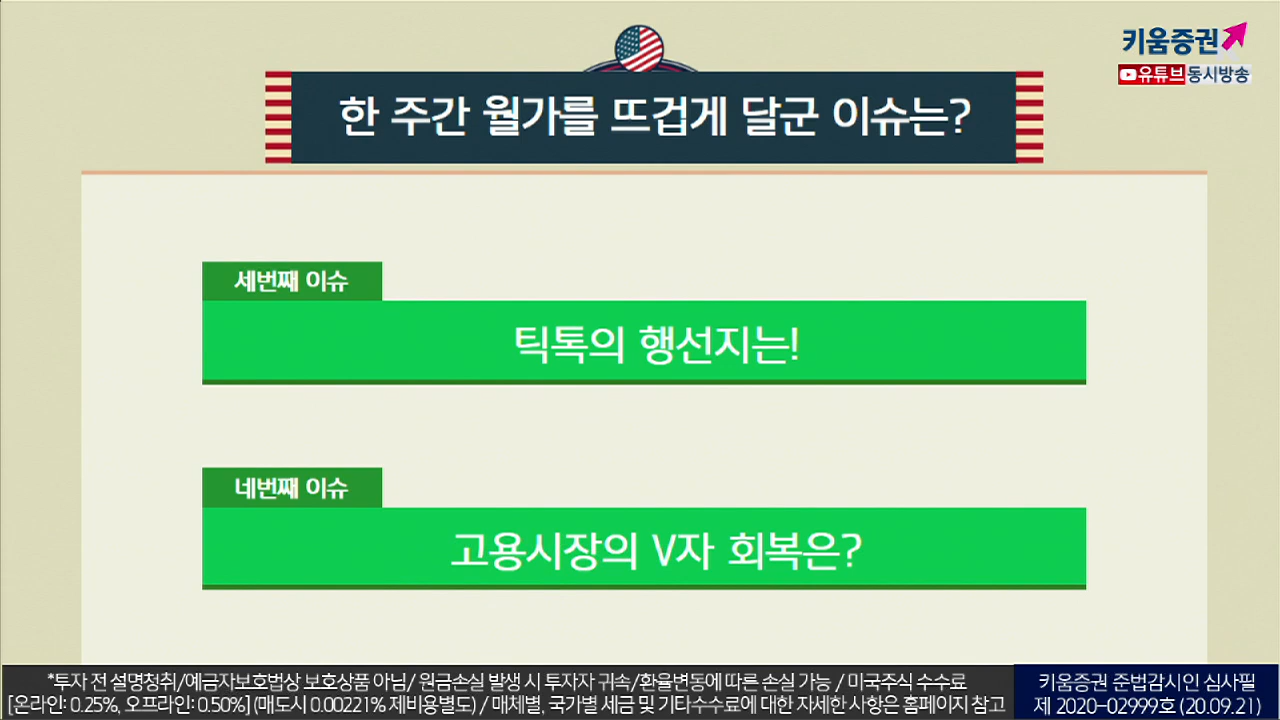 키움증권
유튜브동시방송
한 주간 월가를 뜨겁게 달군 이슈는?
세번째 이슈
틱톡의 행선지는!
네번째 이슈
고용시장의 V자 회복은?
*투자 전 설명청취/예금자보호법상 보호상품 아님/ 원금손실 발생 시 투자자 귀속/환율변동에 따른 손실 가능 / 미국주식 수수료
[온라인: 0.25%, 오프라인: 0.50%] (매도시 0.00221% 제비용별도) / 매체별, 국가별 세금 및 기타수수료에 대한 자세한 사항은 홈페이지 참고
키움증권 준법감시인 심사필
제 2020-02999호 (20.09.21)